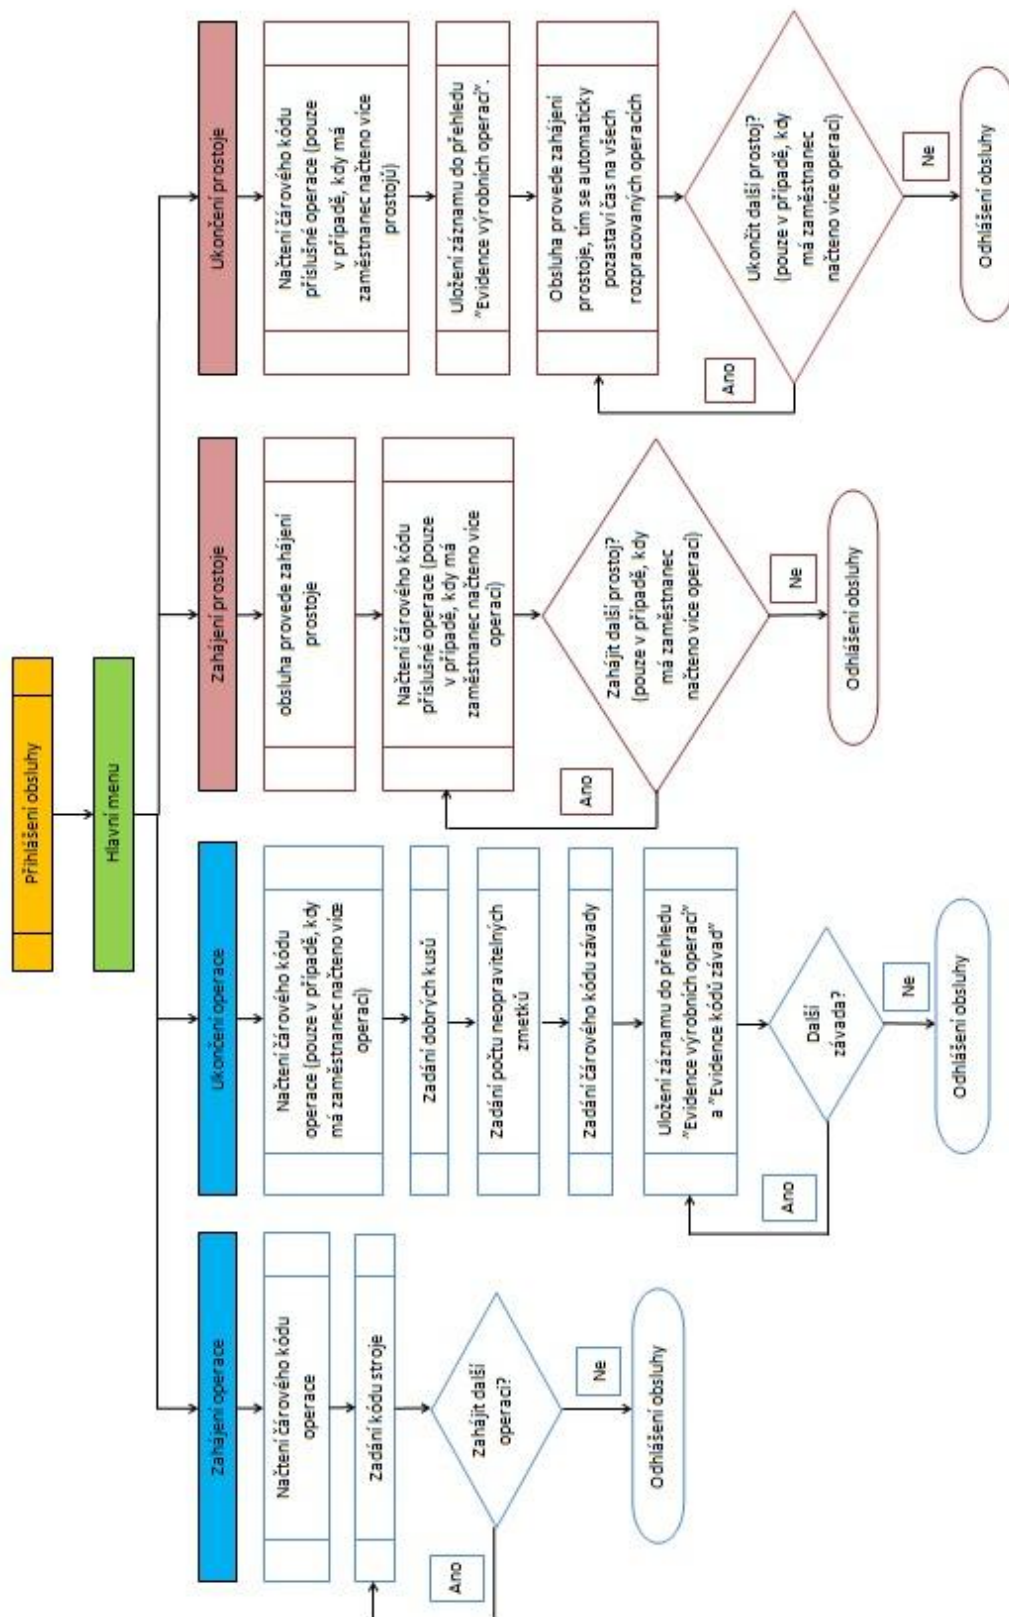 Přihlášení obsluhy
Hlavní menu
Zahájení operace
Načtení čárového kódu
operace
Zadání kódu stroje
Zahájit další
operaci?
Ano
Ne
Odhlášení obsluhy
Ukončení operace
Načtení čárového kódu
operace (pouze v případě, kdy
má zaměstnanec načteno více
operací)
Zadání dobrých kusů
Zadání počtu neopravitelných
zmetků
Zadání čárového kódu závady
Uložení záznamu do přehledu
"Evidence výrobních operací"
a "Evidence kódů závad"
Další
závada?
Ano
Ne
Odhlášení obsluhy
Zahájení prostoje
obsluha provede zahájení
prostoje
Načtení čárového kódu
příslušné operace (pouze
v případě, kdy má
zaměstnanec načteno více
operací)
Zahájit další prostoj?
(pouze v případě, kdy
má zaměstnanec
načteno více operací)
Ano
Ne
Odhlášení obsluhy
Ukončení prostoje
Načtení čárového kódu
příslušné operace (pouze
v případě, kdy má
zaměstnanec načteno více
prostojů)
Uložení záznamu do přehledu
"Evidence výrobních operací".
Obsluha provede zahájení
prostoje, tím se automaticky
pozastaví čas na všech
rozpracovaných operacích
Ukončit další prostoj?
(pouze v případě, kdy
má zaměstnanec
načteno více operací)
Ano
Ne
Odhlášení obsluhy